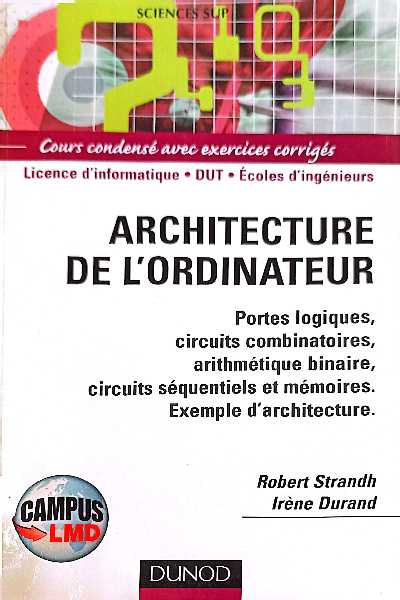 SCIENCES SUP
Cours condensé avec exercices corrigés
Licence d'informatique • DUT • Écoles d'ingénieurs
ARCHITECTURE
DE L'ORDINATEUR
Portes logiques,
circuits combinatoires,
arithmétique binaire,
circuits séquentiels et mémoires.
Exemple d'architecture.
Robert Strandh
Irène Durand
CAMPUS
LMD
DUNOD